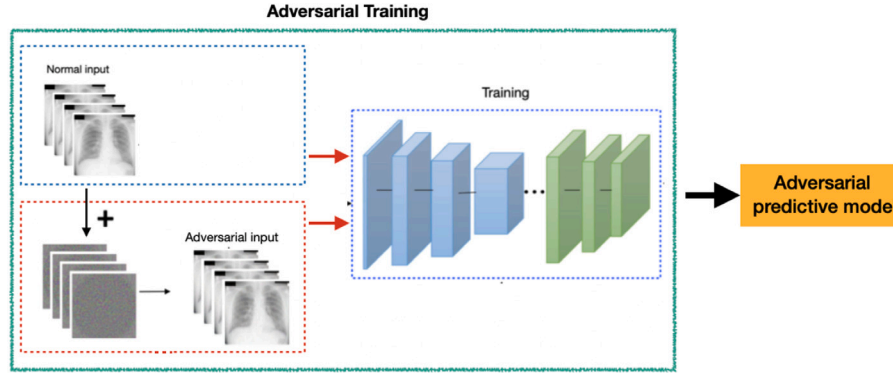 Adversarial Training
Normal input
Training
+
Adversarial input
Adversarial
predictive mode